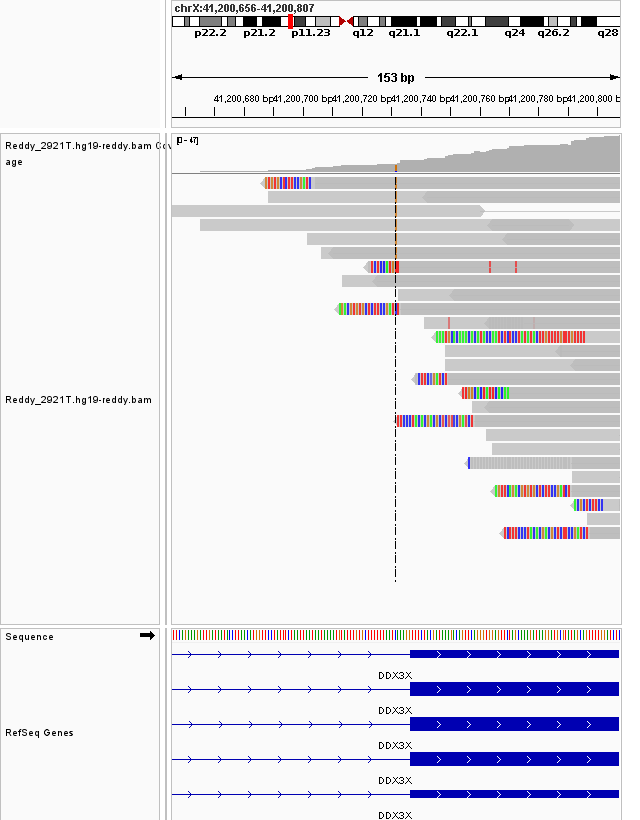 chrX:41,200,656-41,200,807
p22.2 p21.2 p11.23 q12 q21.1 q22.1 q24 q26.2 q28
153 bp
41,200,680 bp 41,200,700 bp 41,200,720 bp 41,200,740 bp 41,200,760 bp 41,200,780 bp 41,200,800 b
Reddy_2921T.hg19-reddy.bam Cov
age
[0 - 47]
Reddy_2921T.hg19-reddy.bam
Sequence
DDX3X
DDX3X
RefSeq Genes
DDX3X
DDX3X
DDX3X